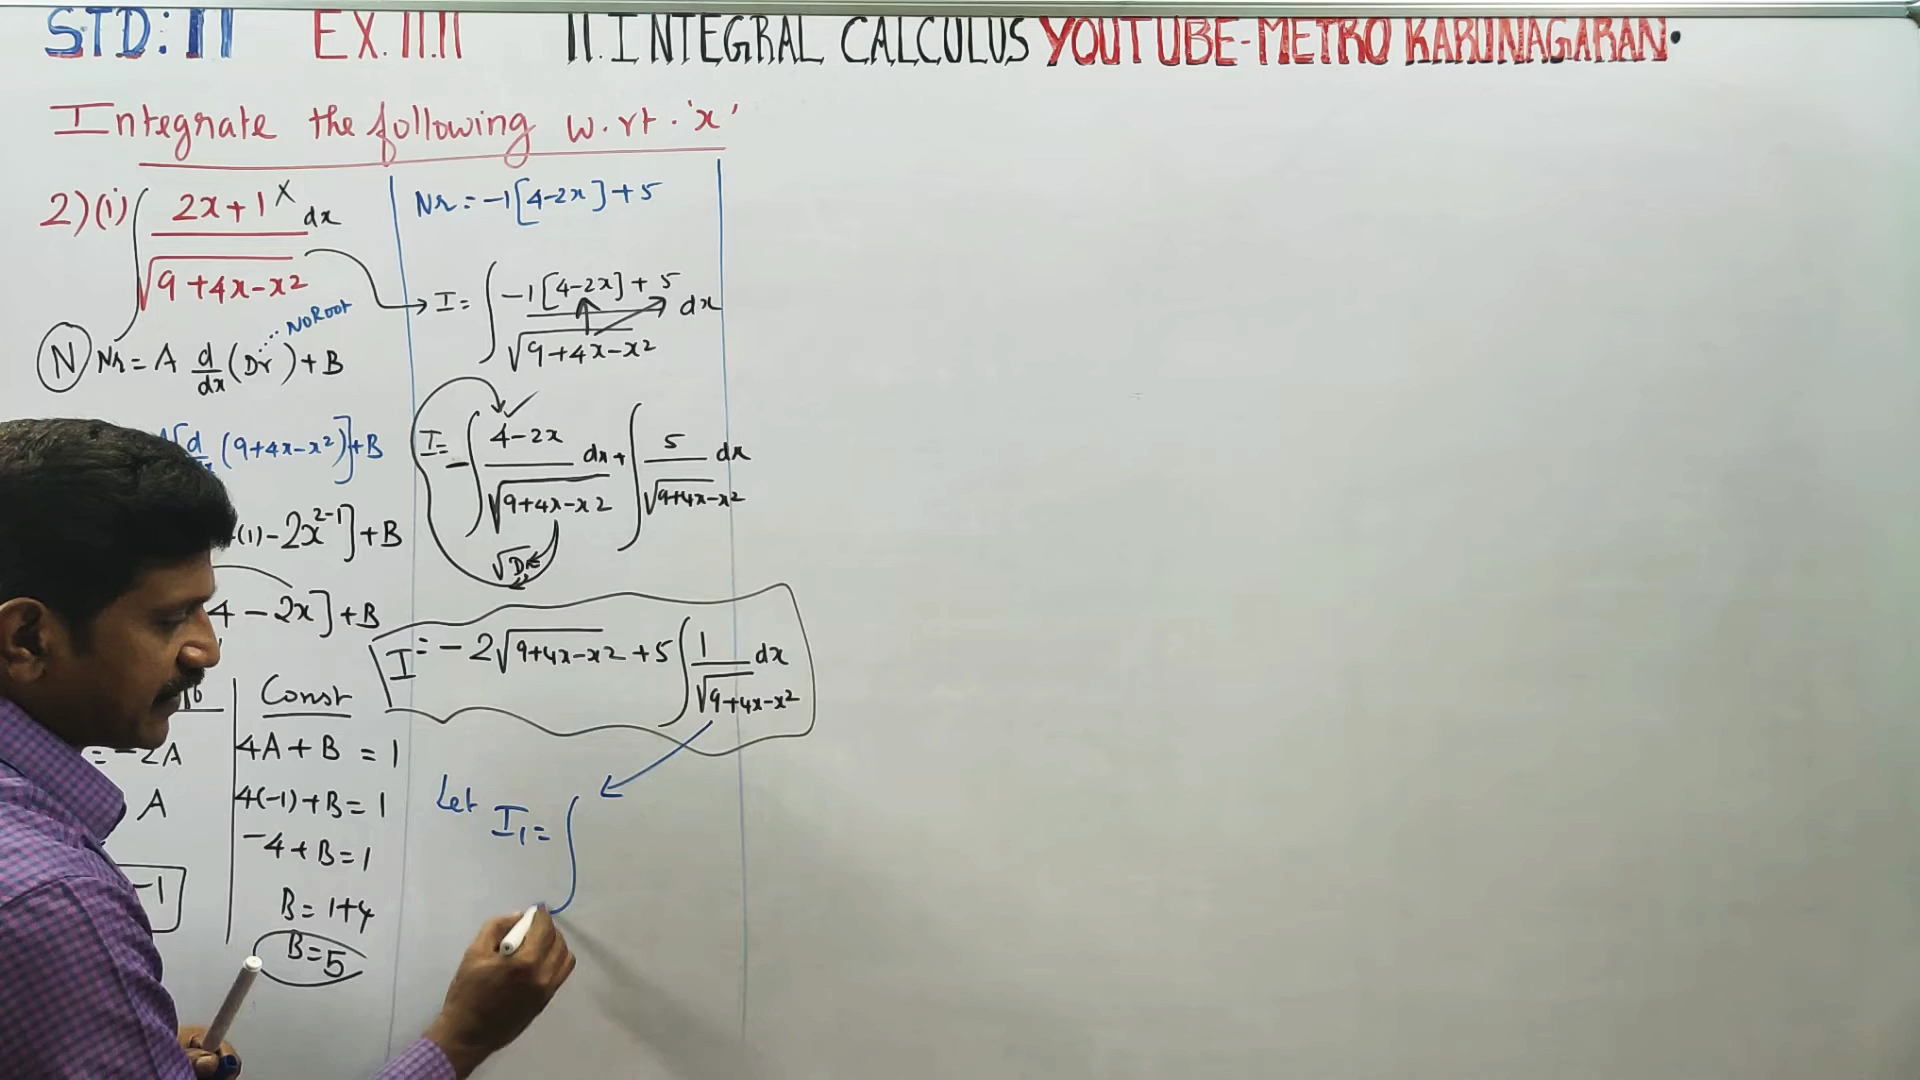 STD: 11 EX. 11.11 11. INTEGRAL CALCULUS YOUTUBE-METRO KARUNAGARAN.
Integrate the following w.rt. 'x'
2)(i) ∫ 2x+1 / √9+4x-x² dx
x
No Root
(N) Nr = A d/dx (Dr) + B
d (9+4x-x²)] + B
(1) - 2x²⁻¹] + B
4 - 2x] + B
= -2A
A
-1
Const
4A + B = 1
4(-1) + B = 1
-4 + B = 1
B = 1+4
B = 5
Nr = -1[4-2x] + 5
I = ∫ -1[4-2x] + 5 / √9+4x-x² dx
I = -∫ 4-2x / √9+4x-x² dx + ∫ 5 / √9+4x-x² dx
√Dr
I = -2√9+4x-x² + 5 ∫ 1 / √9+4x-x² dx
Let I₁ = ∫